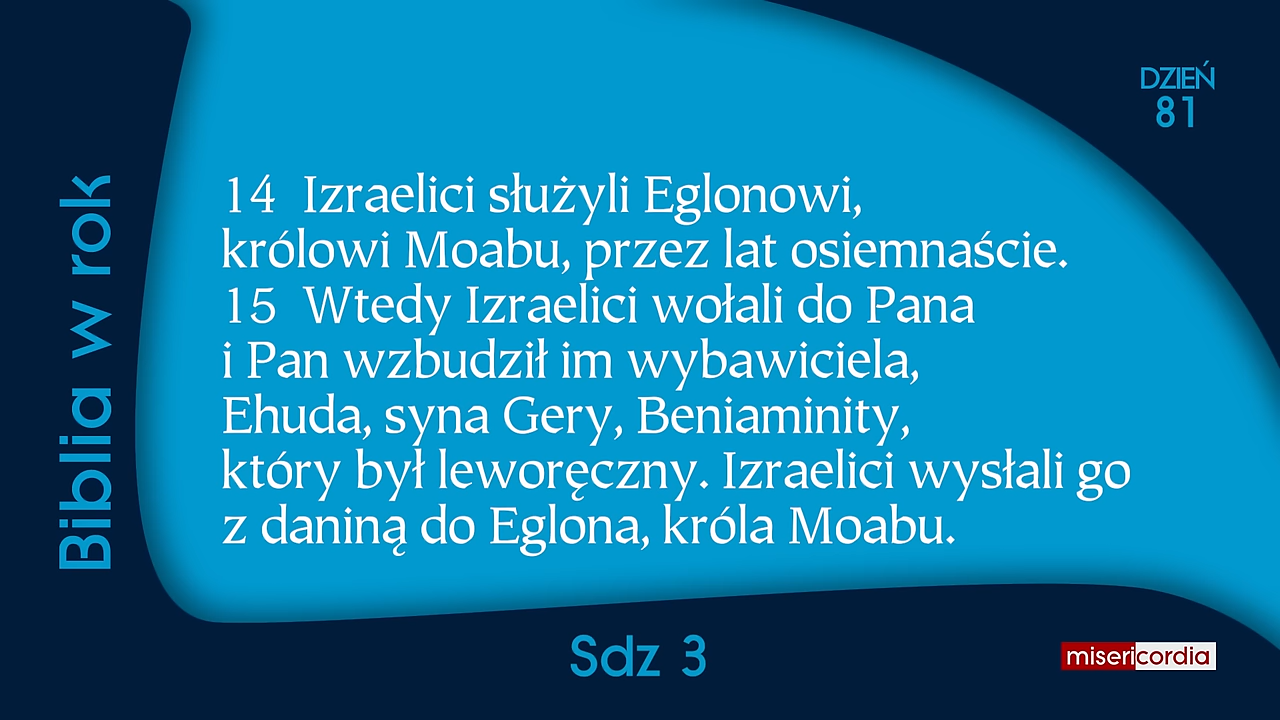 DZIEŃ
81
Biblia w rok
14 Izraelici służyli Eglonowi,
królowi Moabu, przez lat osiemnaście.
15 Wtedy Izraelici wołali do Pana
i Pan wzbudził im wybawiciela,
Ehuda, syna Gery, Beniaminity,
który był leworęczny. Izraelici wysłali go
z daniną do Eglona, króla Moabu.
Sdz 3
misericordia